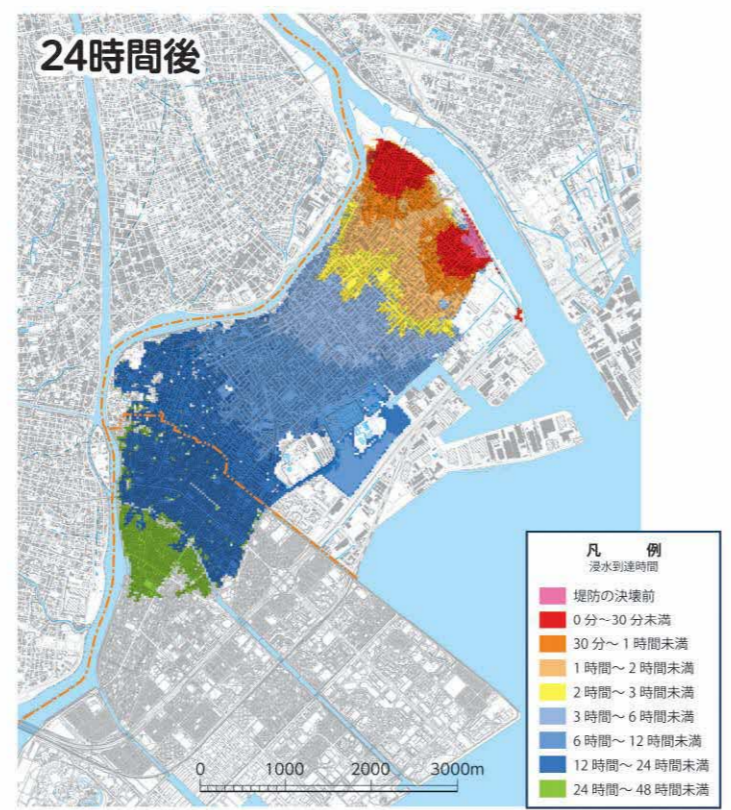 24時間後
凡 例
浸水到達時間
堤防の決壊前
0分～30分未満
30分～1時間未満
1時間～2時間未満
2時間～3時間未満
3時間～6時間未満
6時間～12時間未満
12時間～24時間未満
24時間～48時間未満
0 1000 2000 3000m